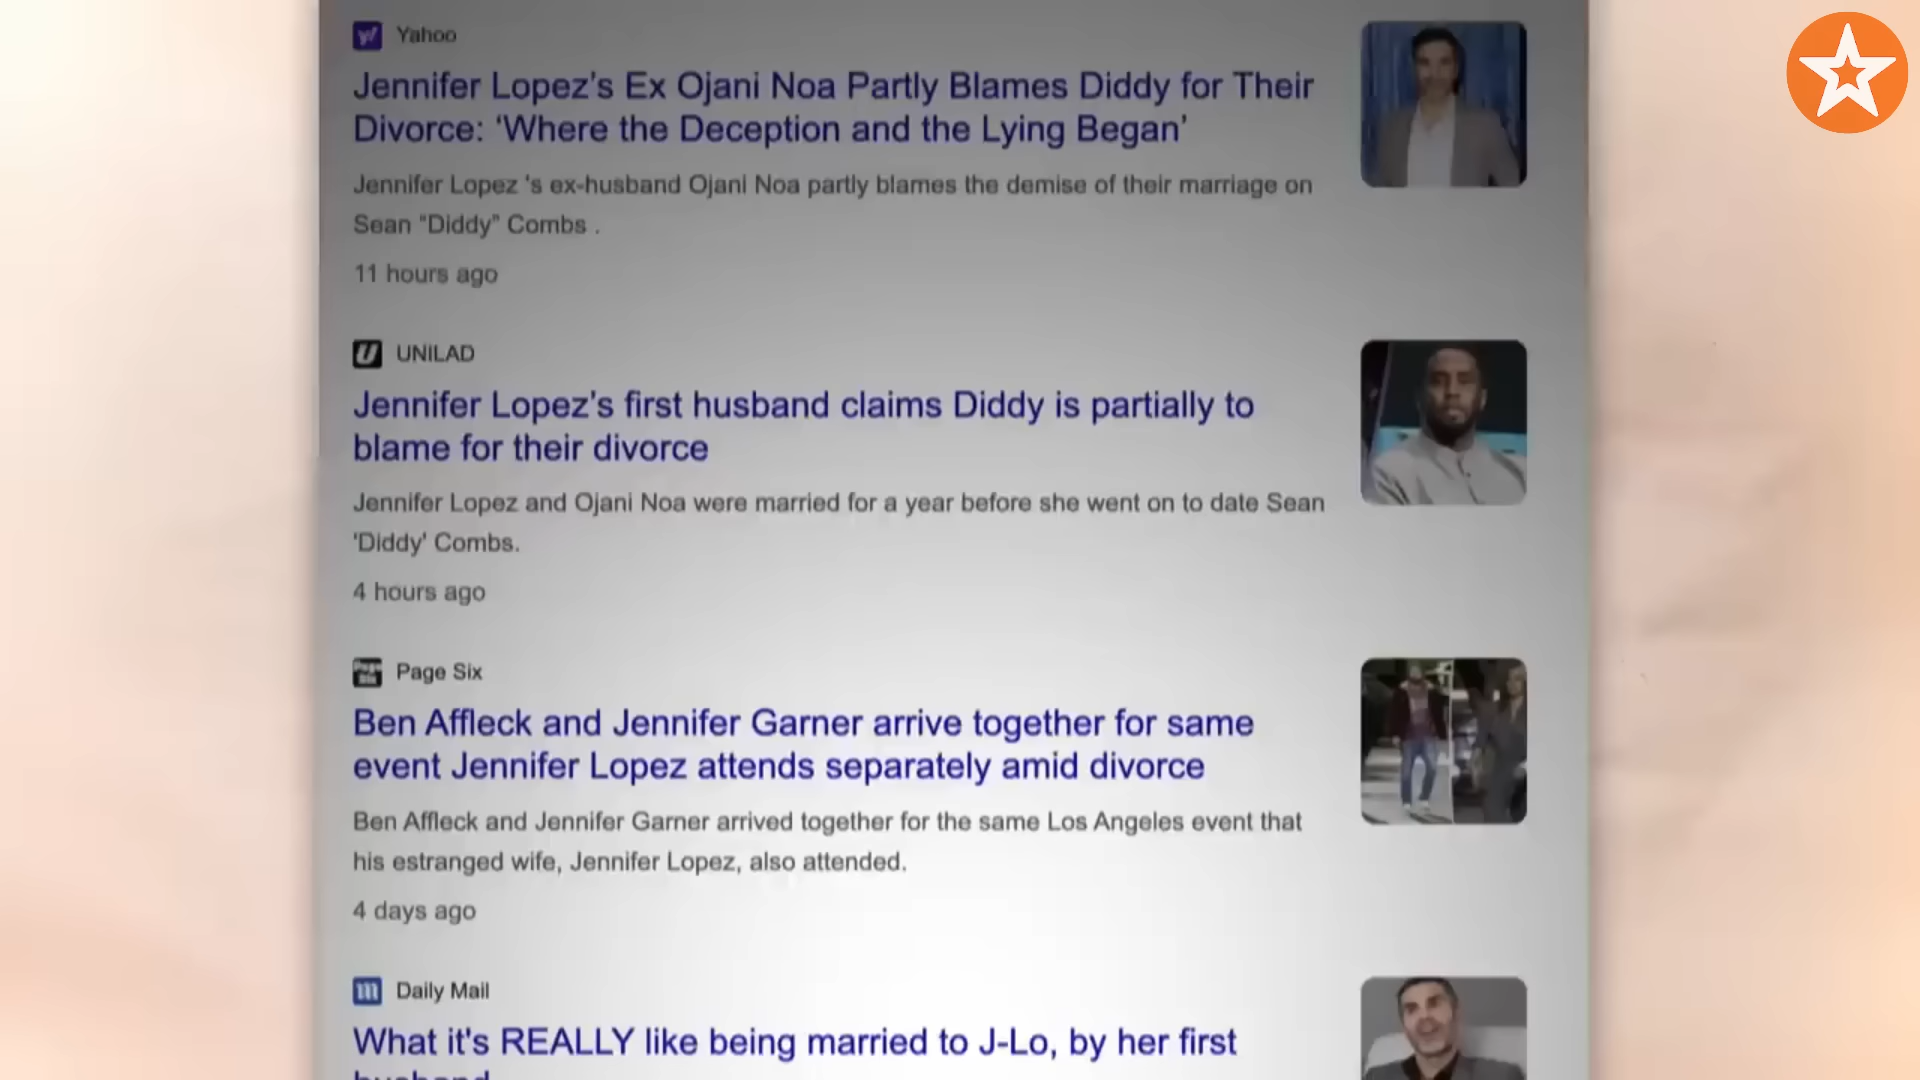 Yahoo
Jennifer Lopez's Ex Ojani Noa Partly Blames Diddy for Their
Divorce: ‘Where the Deception and the Lying Began’
Jennifer Lopez 's ex-husband Ojani Noa partly blames the demise of their marriage on
Sean "Diddy" Combs .
11 hours ago
UNILAD
Jennifer Lopez's first husband claims Diddy is partially to
blame for their divorce
Jennifer Lopez and Ojani Noa were married for a year before she went on to date Sean
'Diddy' Combs.
4 hours ago
Page Six
Ben Affleck and Jennifer Garner arrive together for same
event Jennifer Lopez attends separately amid divorce
Ben Affleck and Jennifer Garner arrived together for the same Los Angeles event that
his estranged wife, Jennifer Lopez, also attended.
4 days ago
Daily Mail
What it's REALLY like being married to J-Lo, by her first
husband